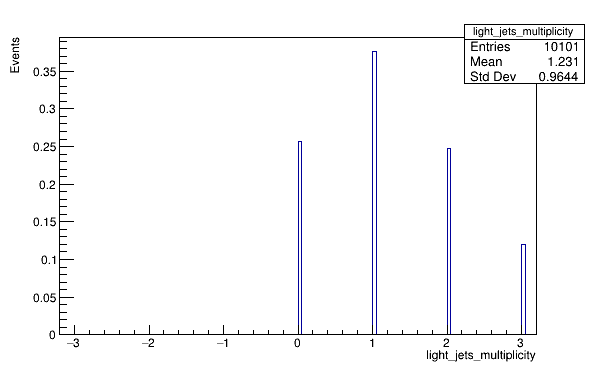 light_jets_multiplicity
Entries 10101
Mean 1.231
Std Dev 0.9644
Events
0.35
0.3
0.25
0.2
0.15
0.1
0.05
0
−3 −2 −1 0 1 2 3
light_jets_multiplicity